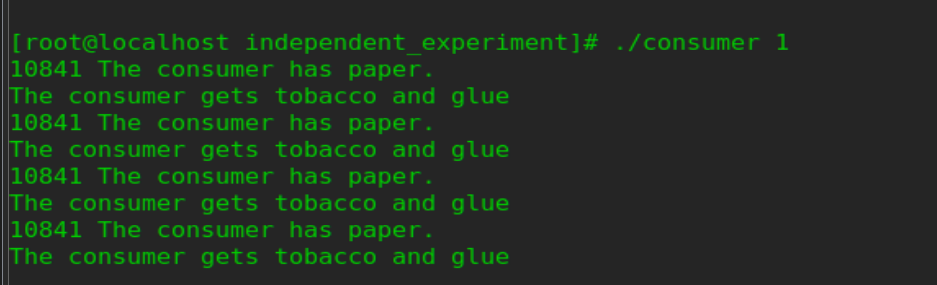 [root@localhost independent_experiment]# ./consumer 1
10841 The consumer has paper.
The consumer gets tobacco and glue
10841 The consumer has paper.
The consumer gets tobacco and glue
10841 The consumer has paper.
The consumer gets tobacco and glue
10841 The consumer has paper.
The consumer gets tobacco and glue